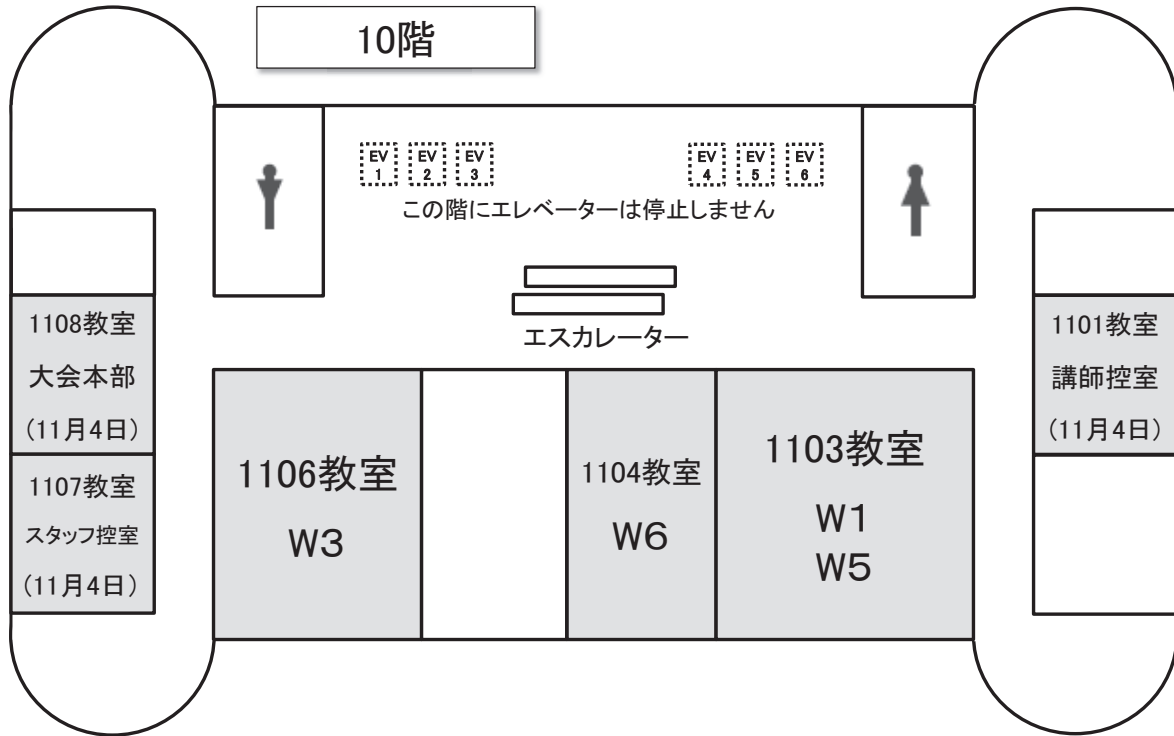 10階
EV
1
EV
2
EV
3
EV
4
EV
5
EV
6
この階にエレベーターは停止しません
エスカレーター
1108教室
大会本部
(11月4日)
1107教室
スタッフ控室
(11月4日)
1106教室
W3
1104教室
W6
1103教室
W1
W5
1101教室
講師控室
(11月4日)